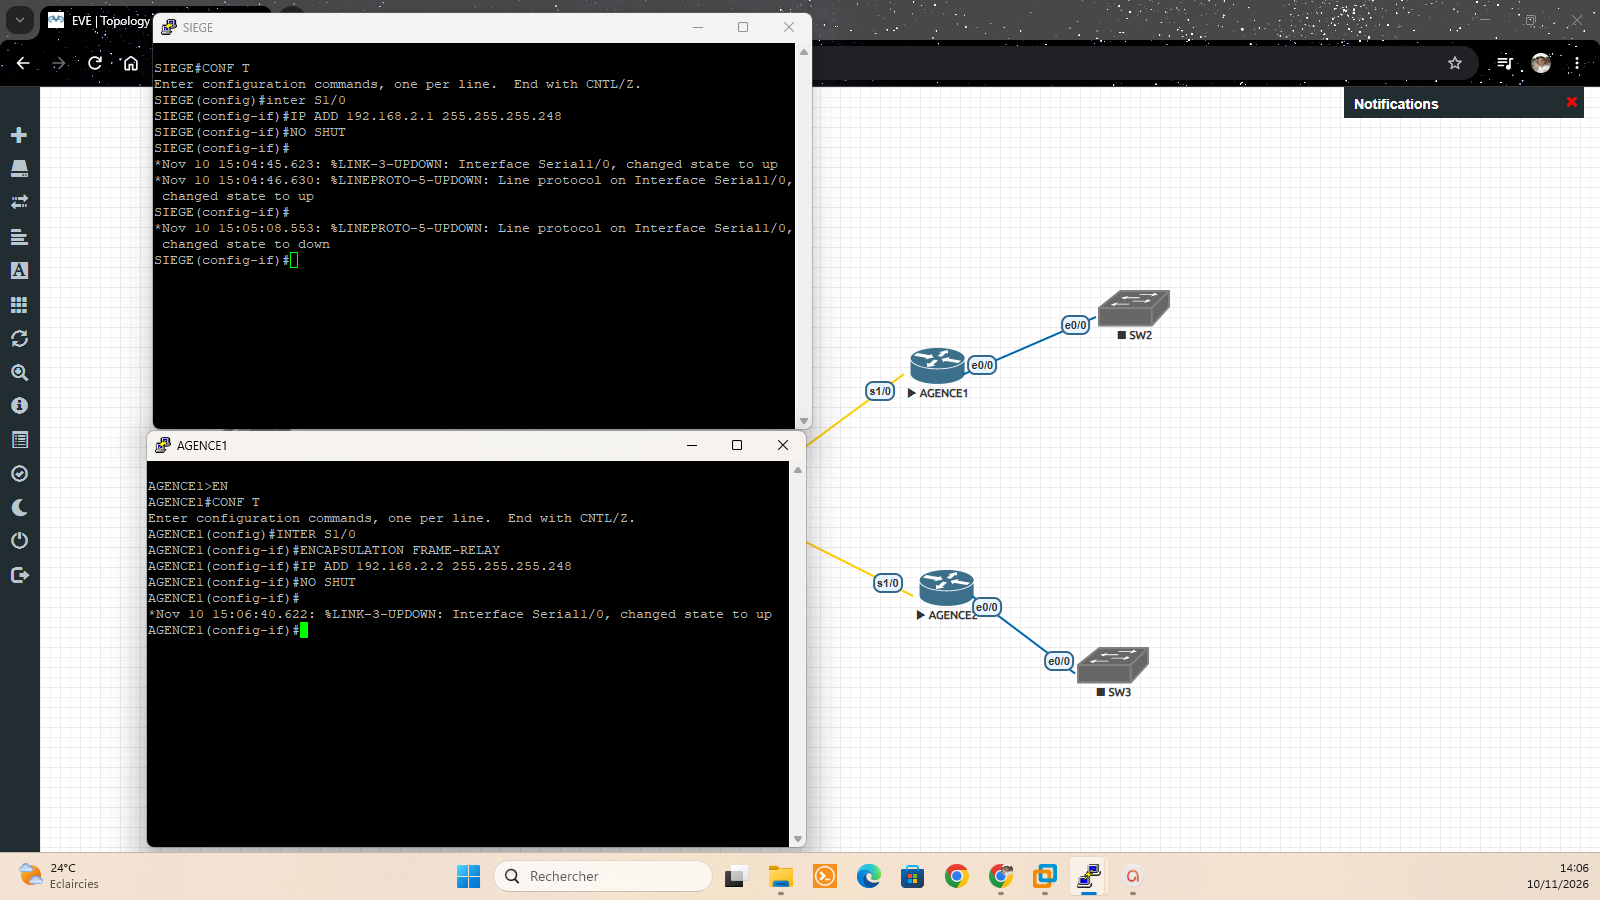 EVE | Topology
SIEGE
SIEGE#CONF T
Enter configuration commands, one per line.  End with CNTL/Z.
SIEGE(config)#inter S1/0
SIEGE(config-if)#IP ADD 192.168.2.1 255.255.255.248
SIEGE(config-if)#NO SHUT
SIEGE(config-if)#
*Nov 10 15:04:45.623: %LINK-3-UPDOWN: Interface Serial1/0, changed state to up
*Nov 10 15:04:46.630: %LINEPROTO-5-UPDOWN: Line protocol on Interface Serial1/0,
changed state to up
SIEGE(config-if)#
*Nov 10 15:05:08.553: %LINEPROTO-5-UPDOWN: Line protocol on Interface Serial1/0,
changed state to down
SIEGE(config-if)#
Notifications
e0/0
SW2
e0/0
s1/0
AGENCE1
AGENCE1
AGENCE1>EN
AGENCE1#CONF T
Enter configuration commands, one per line.  End with CNTL/Z.
AGENCE1(config)#INTER S1/0
AGENCE1(config-if)#ENCAPSULATION FRAME-RELAY
AGENCE1(config-if)#IP ADD 192.168.2.2 255.255.255.248
AGENCE1(config-if)#NO SHUT
AGENCE1(config-if)#
*Nov 10 15:06:40.622: %LINK-3-UPDOWN: Interface Serial1/0, changed state to up
AGENCE1(config-if)#
s1/0
e0/0
AGENCE2
e0/0
SW3
24°C
Eclaircies
Rechercher
14:06
10/11/2026